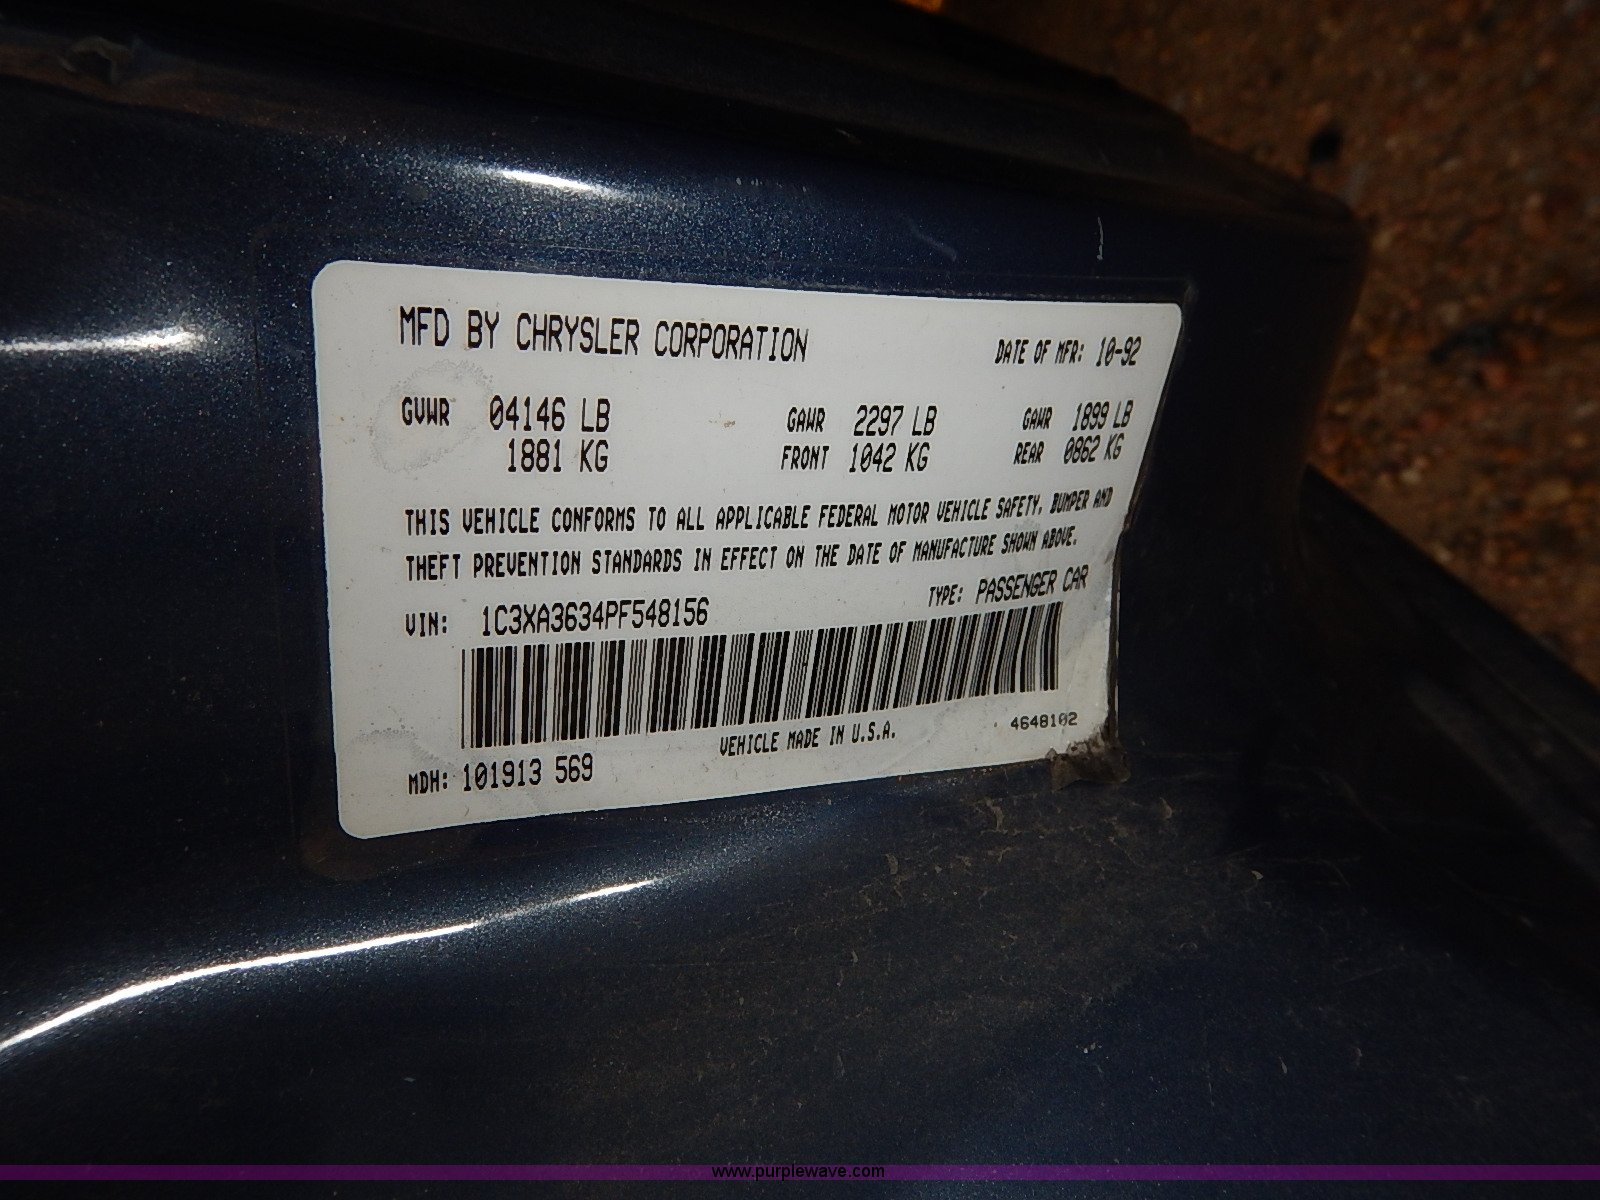 MFD BY CHRYSLER CORPORATION DATE OF MFR: 10-92
GVWR 04146 LB GAWR 2297 LB GAWR 1899 LB
1881 KG FRONT 1042 KG REAR 0862 KG
THIS VEHICLE CONFORMS TO ALL APPLICABLE FEDERAL MOTOR VEHICLE SAFETY, BUMPER AND
THEFT PREVENTION STANDARDS IN EFFECT ON THE DATE OF MANUFACTURE SHOWN ABOVE.
VIN: 1C3XA3634PF548156 TYPE: PASSENGER CAR
VEHICLE MADE IN U.S.A. 4648102
MDH: 101913 569
www.purplewave.com